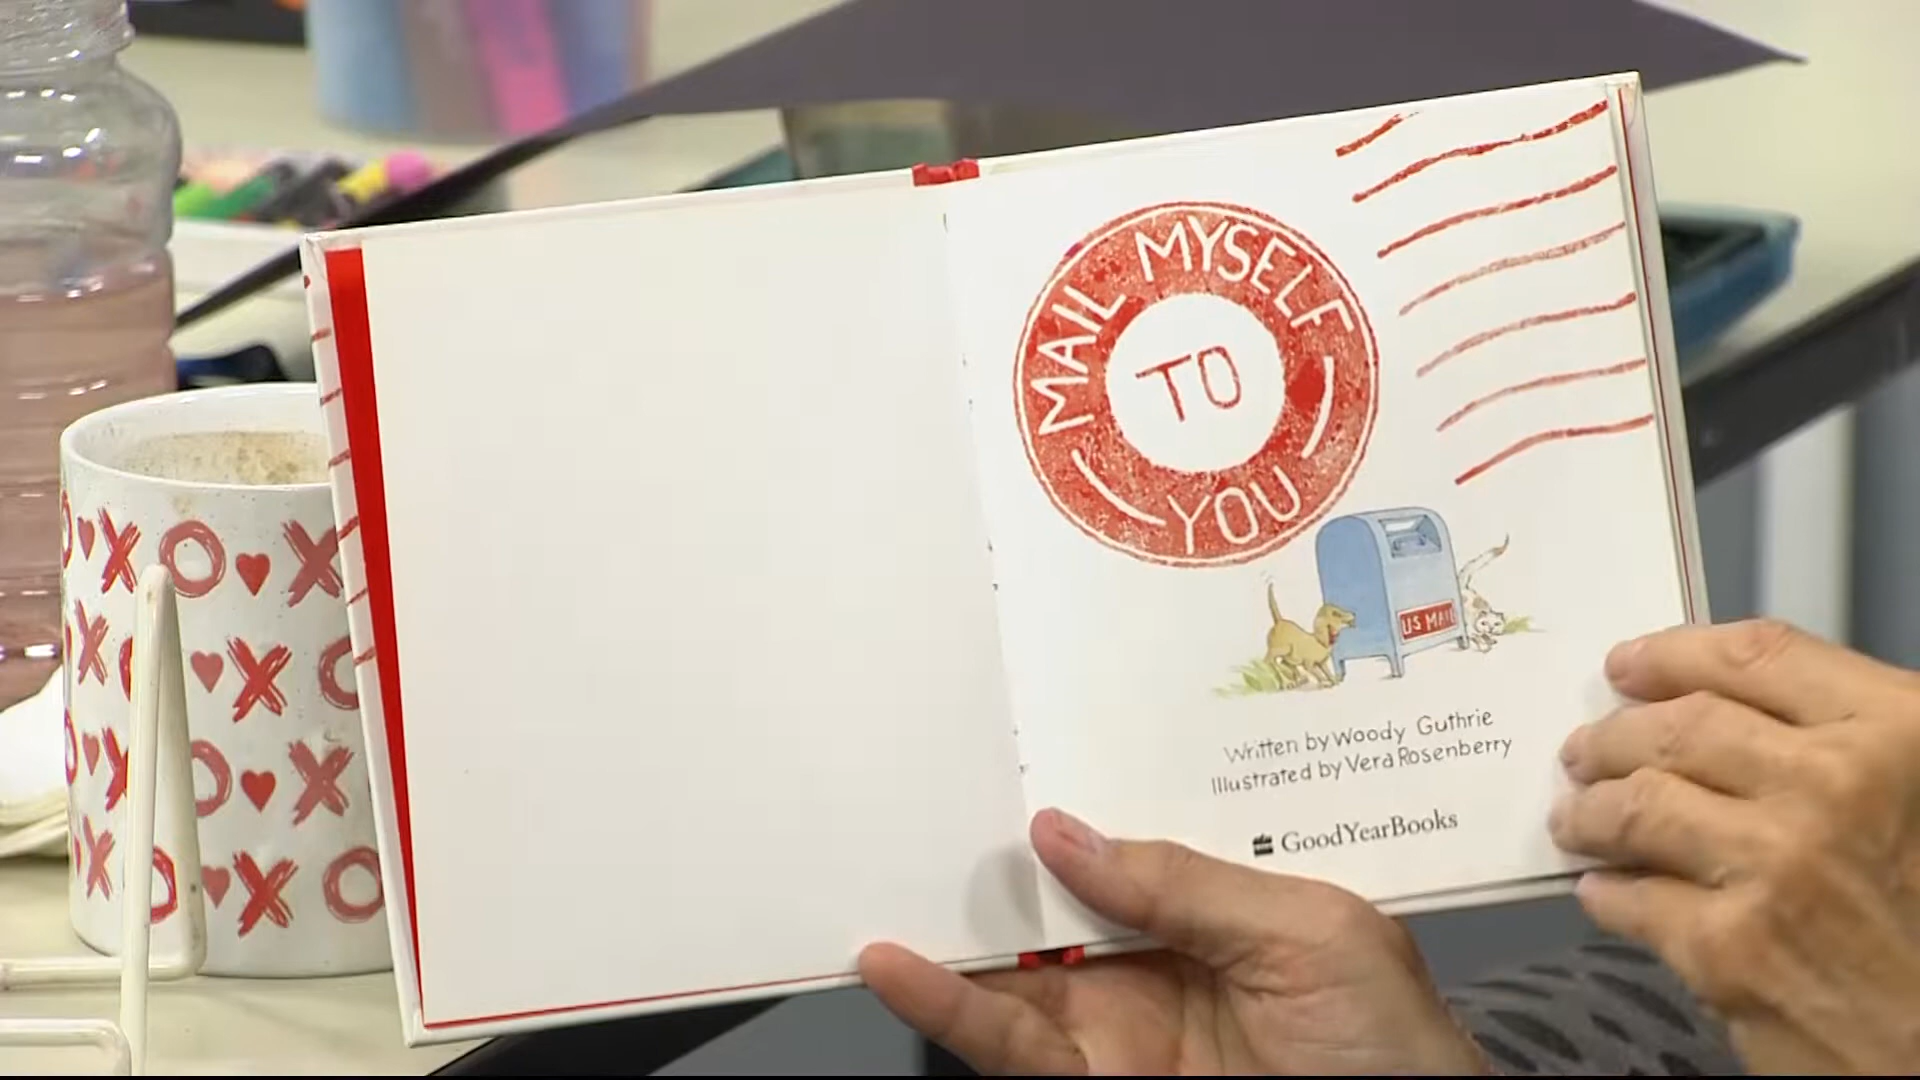 MAIL MYSELF
TO
YOU
US MAIL
Written by Woody Guthrie
Illustrated by Vera Rosenberry
GoodYearBooks